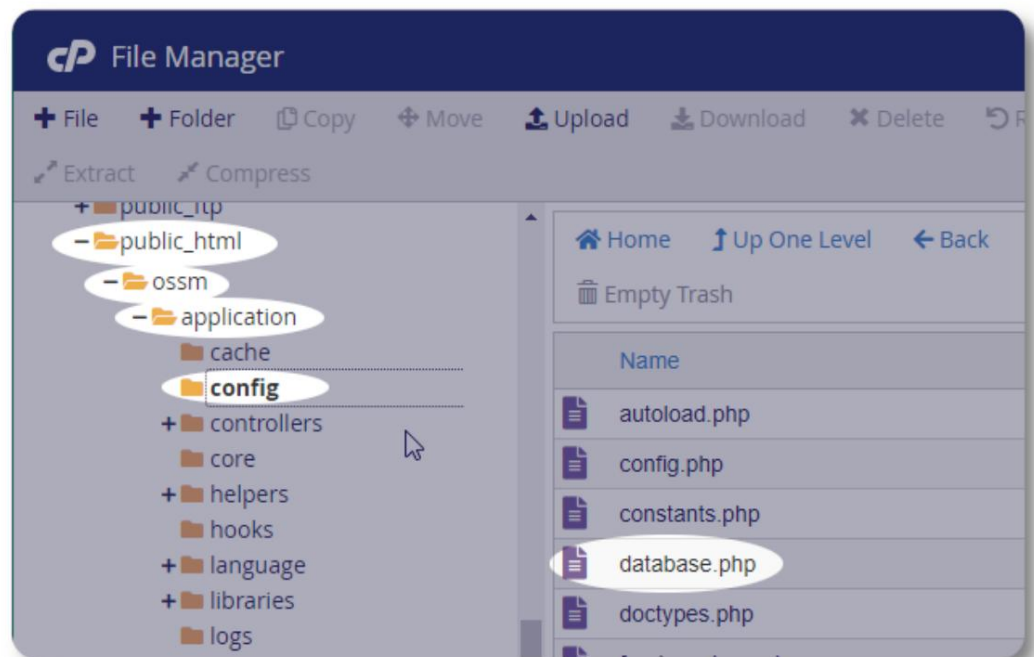 cP File Manager
File Folder Copy Move Upload Download Delete R
Extract Compress
public_ftp
public_html
ossm
application
cache
config
controllers
core
helpers
hooks
language
libraries
logs
Home Up One Level Back
Empty Trash
Name
autoload.php
config.php
constants.php
database.php
doctypes.php